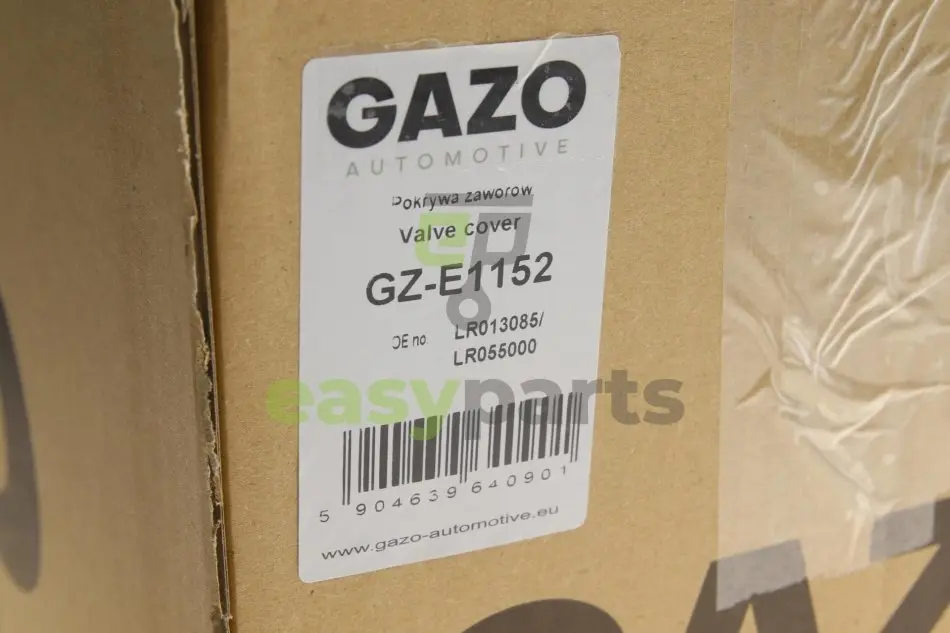 GAZO
AUTOMOTIVE
Pokrywa zaworów
Valve cover
GZ-E1152
OE no. LR013085/
LR055000
easyparts
5 904639 640901
www.gazo-automotive.eu